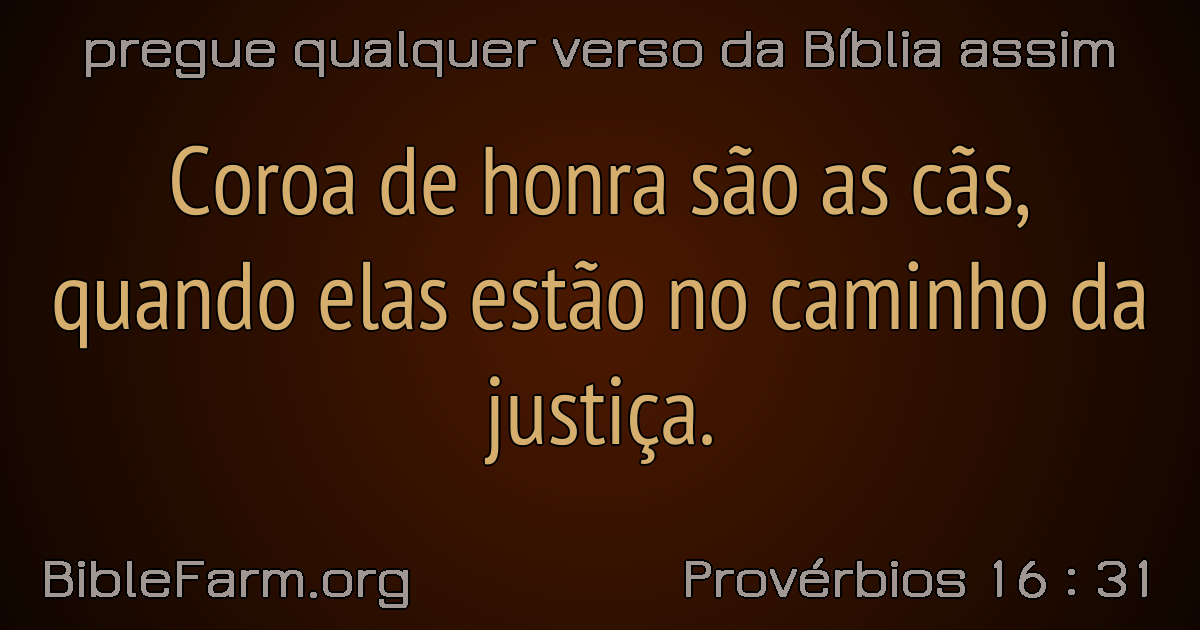 pregue qualquer verso da Bíblia assim
Coroa de honra são as cãs,
quando elas estão no caminho da
justiça.
BibleFarm.org
Provérbios 16 : 31